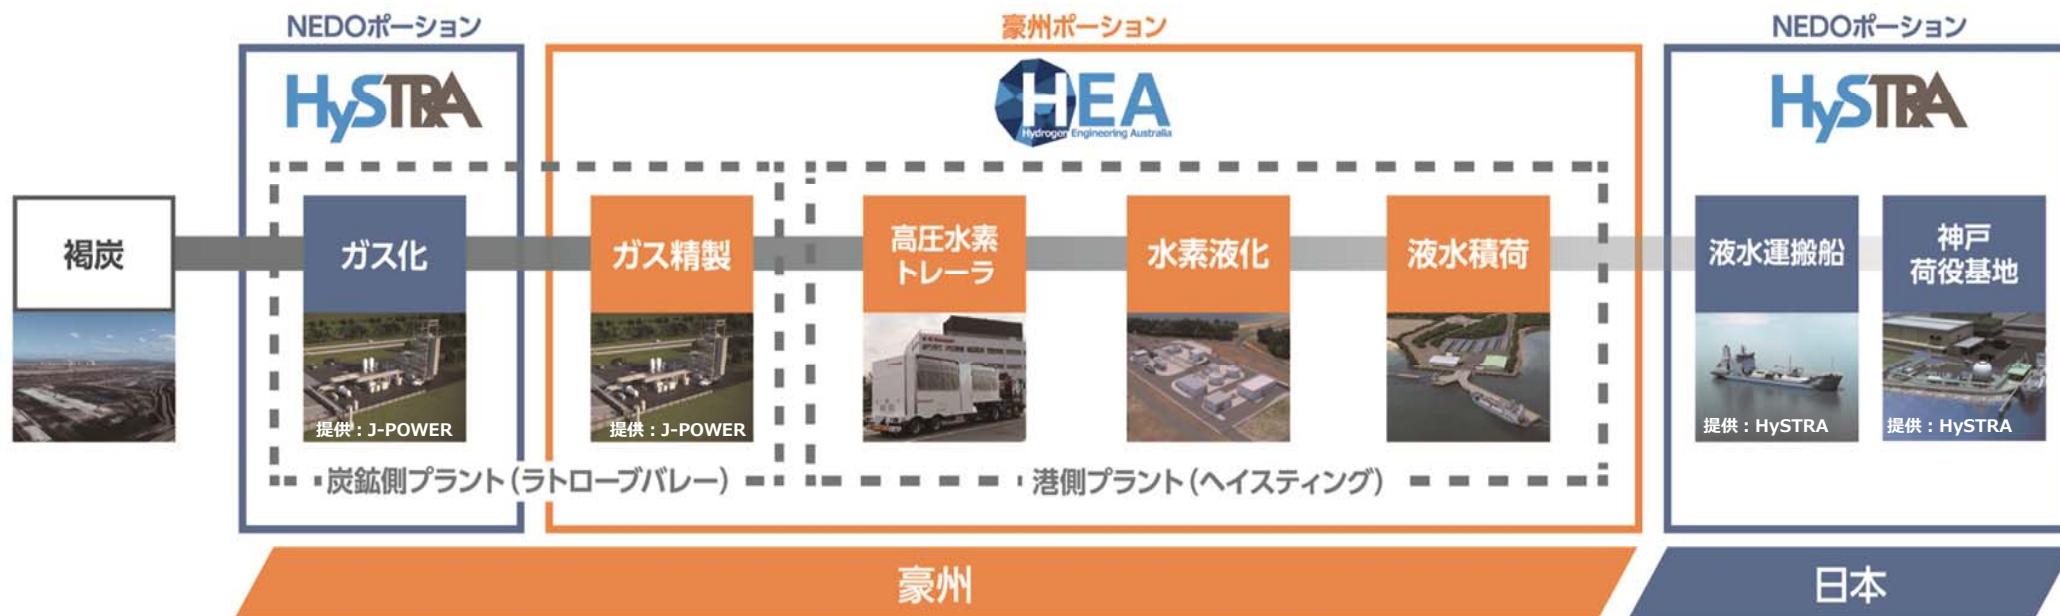 NEDOポーション
豪州ポーション
NEDOポーション
HySTRA
HEA
Hydrogen Engineering Australia
HySTRA
褐炭
ガス化
ガス精製
高圧水素
トレーラ
水素液化
液水積荷
液水運搬船
神戸
荷役基地
提供：J-POWER
提供：J-POWER
提供：HySTRA
提供：HySTRA
炭鉱側プラント（ラトローブバレー）
港側プラント（ヘイスティング）
豪州
日本